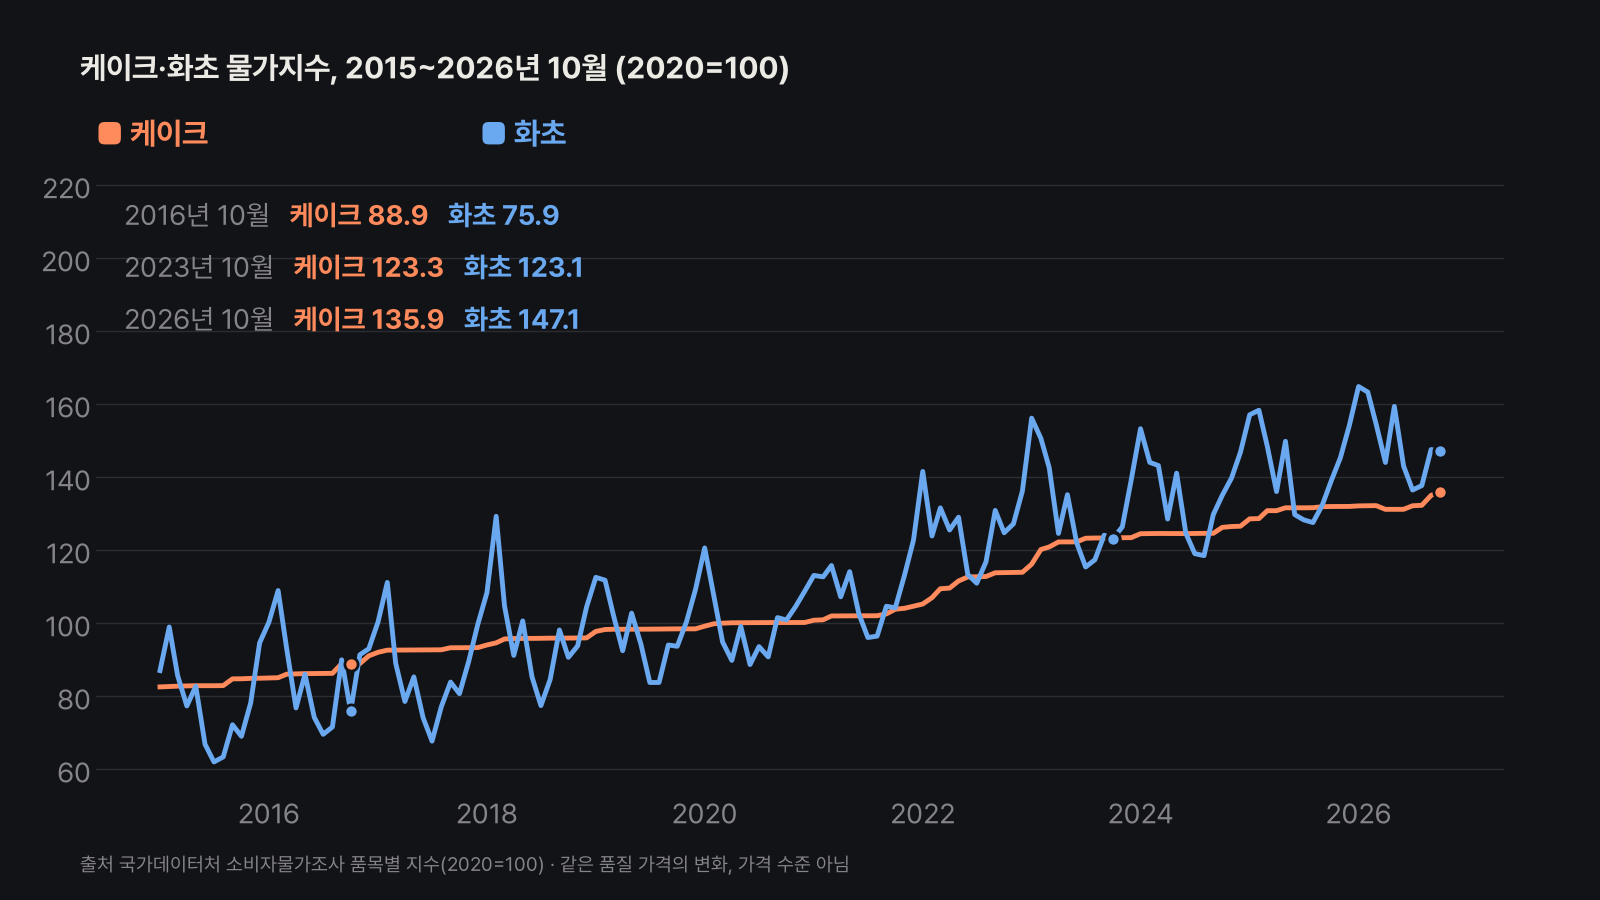 케이크·화초 물가지수, 2015~2026년 10월 (2020=100)
케이크 화초
220
2016년 10월 케이크 88.9 화초 75.9
200
2023년 10월 케이크 123.3 화초 123.1
2026년 10월 케이크 135.9 화초 147.1
180
160
140
120
100
80
60
2016 2018 2020 2022 2024 2026
출처 국가데이터처 소비자물가조사 품목별 지수(2020=100) · 같은 품질 가격의 변화, 가격 수준 아님